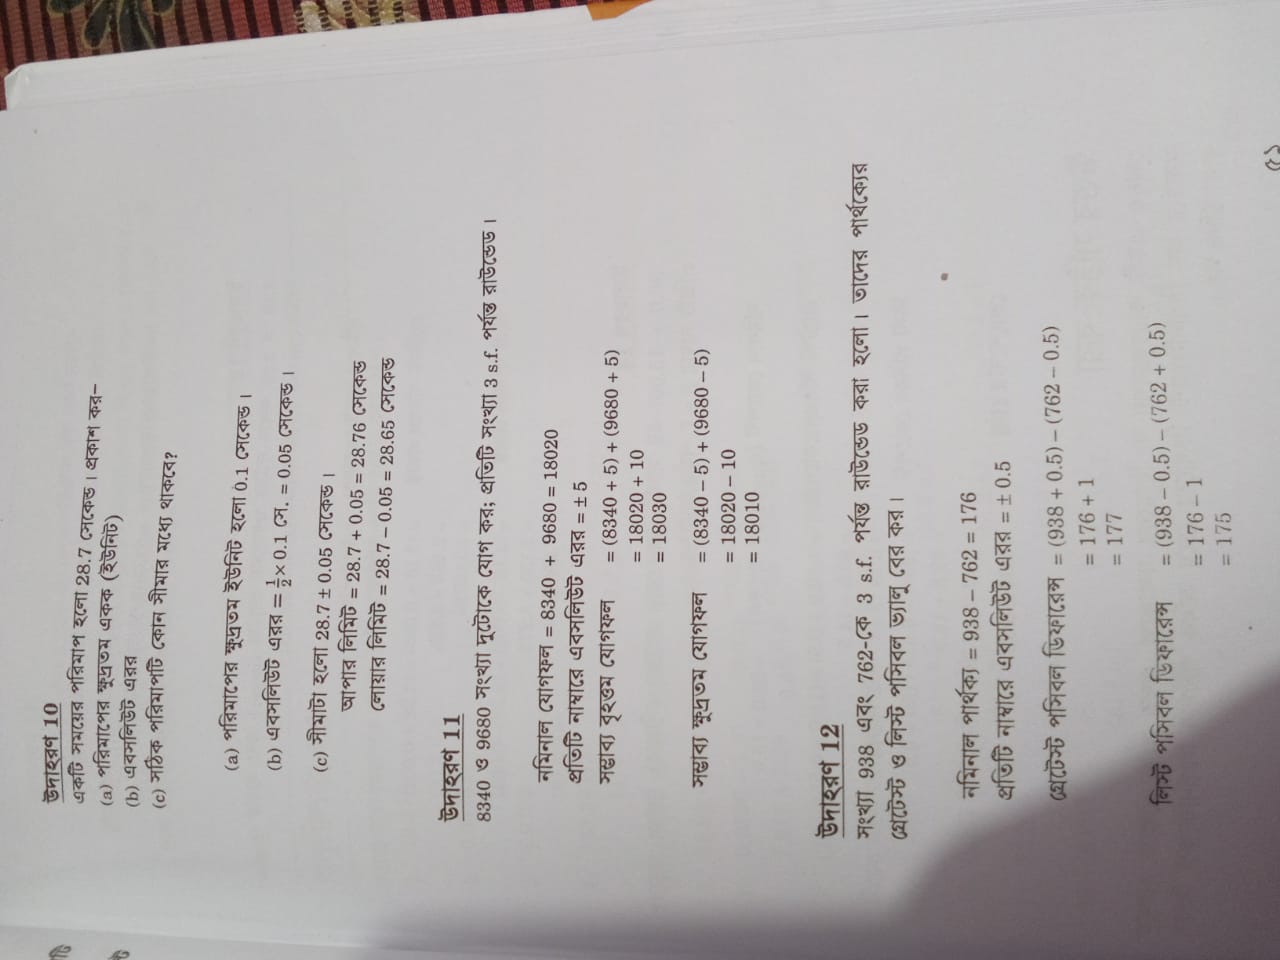 উদাহরণ 10
একটি সময়ের পরিমাপ হলো 28.7 সেকেন্ড। প্রকাশ কর–
(a) পরিমাপের ক্ষুদ্রতম একক (ইউনিট)
(b) এবসলিউট এরর
(c) সঠিক পরিমাপটি কোন সীমার মধ্যে থাকবে?
(a) পরিমাপের ক্ষুদ্রতম ইউনিট হলো 0.1 সেকেন্ড।
(b) এবসলিউট এরর = 1/2 × 0.1 সে. = 0.05 সেকেন্ড।
(c) সীমাটা হলো 28.7 ± 0.05 সেকেন্ড।
আপার লিমিট = 28.7 + 0.05 = 28.76 সেকেন্ড
লোয়ার লিমিট = 28.7 – 0.05 = 28.65 সেকেন্ড
উদাহরণ 11
8340 ও 9680 সংখ্যা দুটোকে যোগ কর; প্রতিটি সংখ্যা 3 s.f. পর্যন্ত রাউন্ডেড।
নমিনাল যোগফল = 8340 + 9680 = 18020
প্রতিটি নাম্বারে এবসলিউট এরর = ± 5
সম্ভাব্য বৃহত্তম যোগফল = (8340 + 5) + (9680 + 5)
= 18020 + 10
= 18030
সম্ভাব্য ক্ষুদ্রতম যোগফল = (8340 – 5) + (9680 – 5)
= 18020 – 10
= 18010
উদাহরণ 12
সংখ্যা 938 এবং 762-কে 3 s.f. পর্যন্ত রাউন্ডেড করা হলো। তাদের পার্থক্যের
গ্রেটেস্ট ও লিস্ট পসিবল ভ্যালু বের কর।
নমিনাল পার্থক্য = 938 – 762 = 176
প্রতিটি নাম্বারে এবসলিউট এরর = ± 0.5
গ্রেটেস্ট পসিবল ডিফারেন্স = (938 + 0.5) – (762 – 0.5)
= 176 + 1
= 177
লিস্ট পসিবল ডিফারেন্স = (938 – 0.5) – (762 + 0.5)
= 176 – 1
= 175
৫১